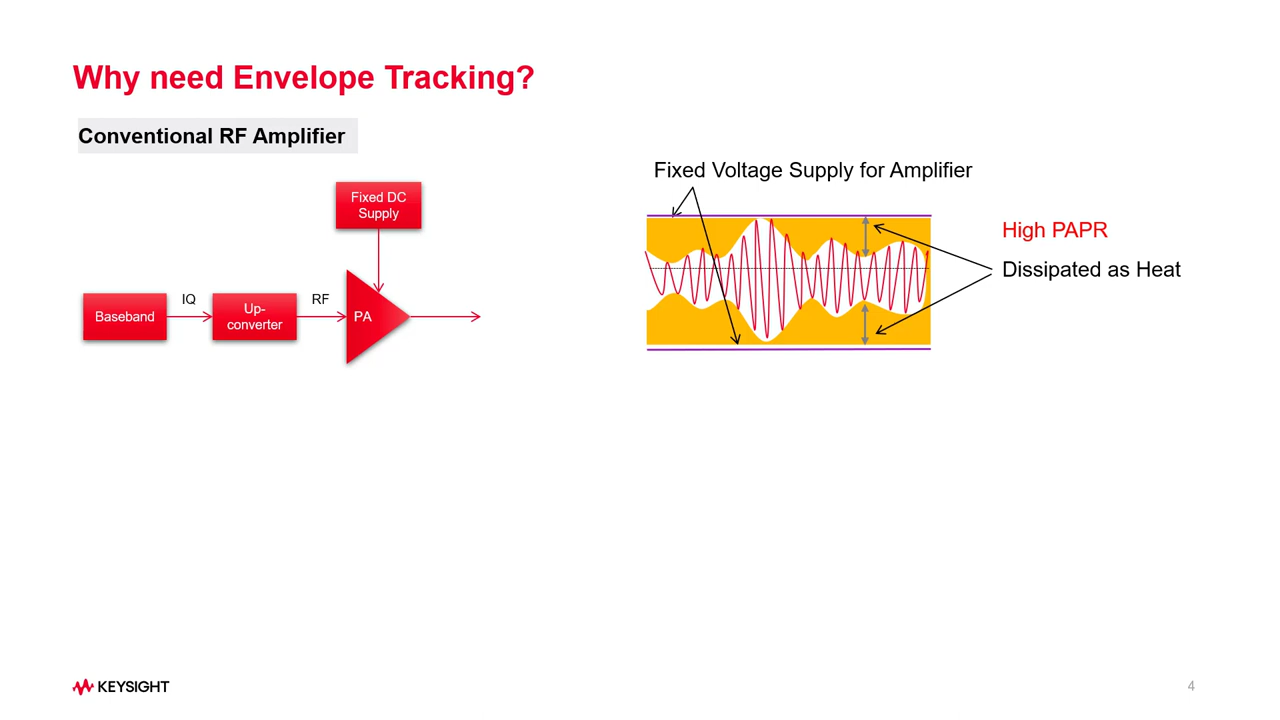 Why need Envelope Tracking?
Conventional RF Amplifier
Fixed DC
Supply
Baseband
IQ
Up-
converter
RF
PA
Fixed Voltage Supply for Amplifier
High PAPR
Dissipated as Heat
KEYSIGHT
4